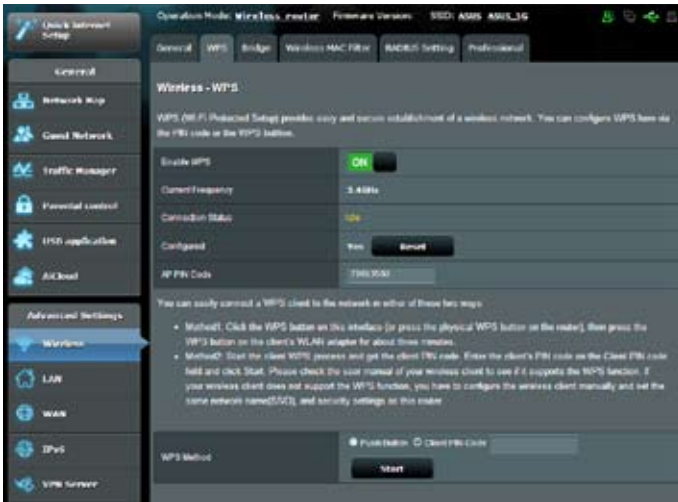 Quick Internet
Setup
Operation Mode: Wireless router Firmware Version: SSID: ASUS ASUS_5G
General WPS Bridge Wireless MAC Filter RADIUS Setting Professional
General
Network Map
Guest Network
Traffic Manager
Parental control
USB application
AiCloud
Advanced Settings
Wireless
LAN
WAN
IPv6
VPN Server
Wireless - WPS
WPS (Wi-Fi Protected Setup) provides easy and secure establishment of a wireless network. You can configure WPS here via
the PIN code or the WPS button.
Enable WPS ON
Current Frequency
Connection Status Idle
Configured Yes Reset
AP PIN Code
You can easily connect a WPS client to the network in either of these two ways:
• Method1: Click the WPS button on this interface (or press the physical WPS button on the router), then press the
WPS button on the client's WLAN adapter for about three minutes.
• Method2: Start the client WPS process and get the client PIN code. Enter the client's PIN code on the Client PIN code
field and click Start. Please check the user manual of your wireless client to see if it supports the WPS function. If
your wireless client does not support the WPS function, you have to configure the wireless client manually and set the
same network name(SSID), and security settings as this router.
WPS Method Push button Client PIN Code
Start